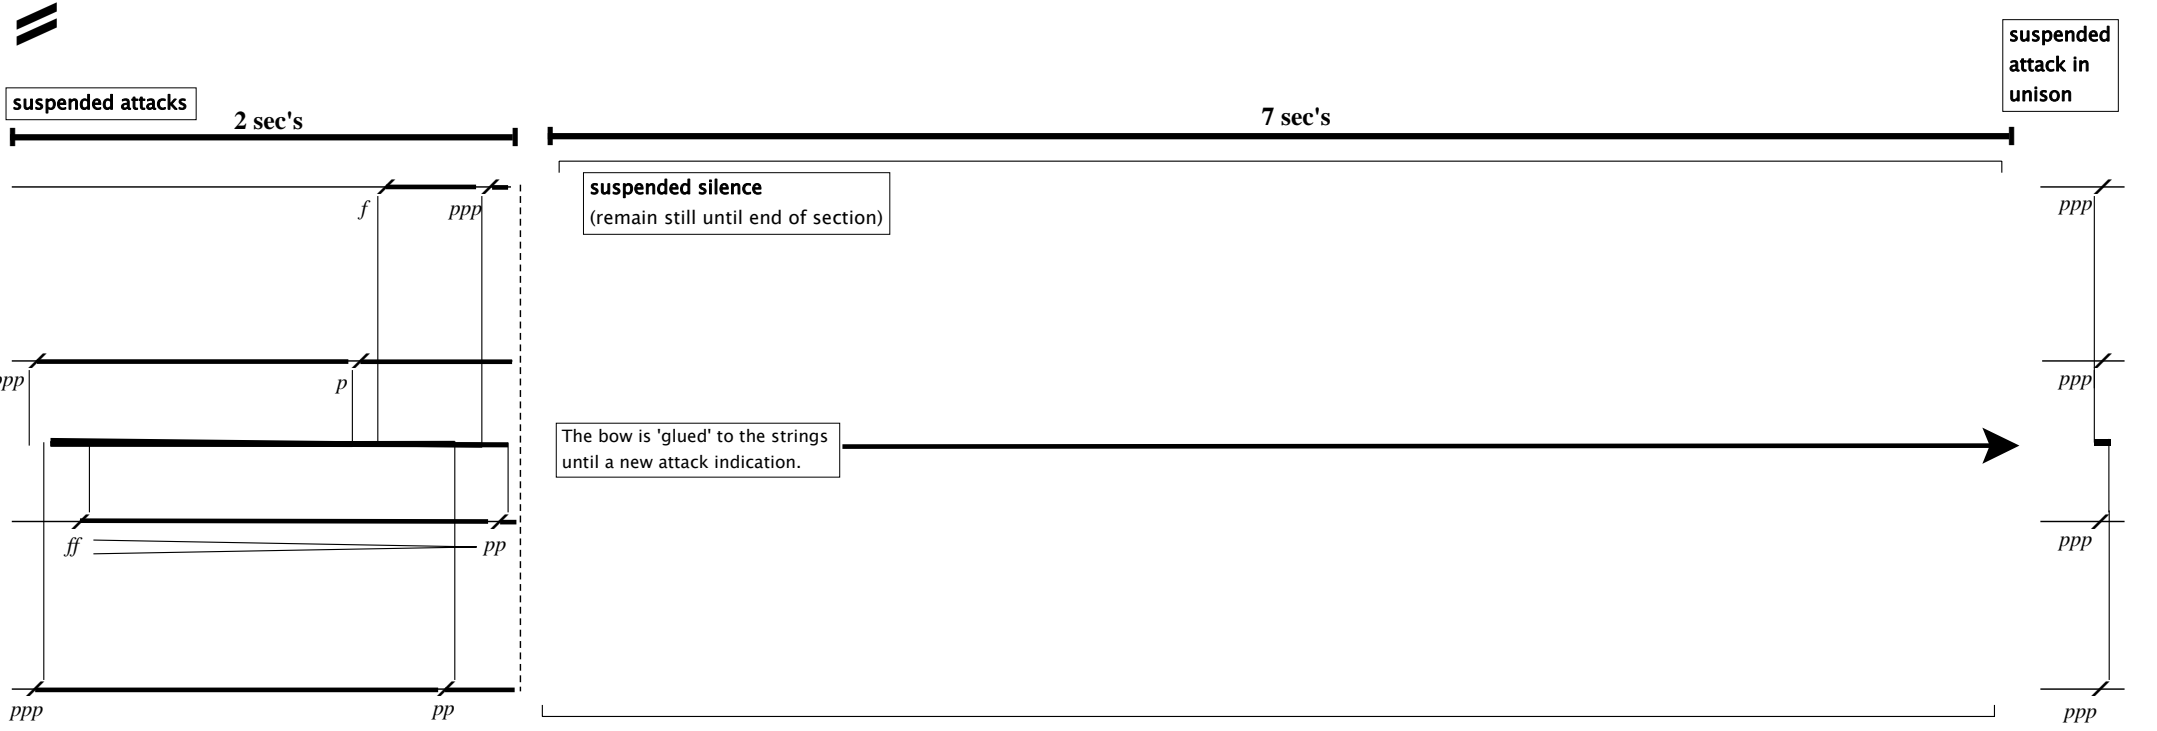 suspended
attack in
unison
suspended attacks
2 sec's
7 sec's
suspended silence
(remain still until end of section)
f
ppp
ppp
ppp
p
ppp
The bow is 'glued' to the strings
until a new attack indication.
ff
pp
ppp
ppp
pp
ppp